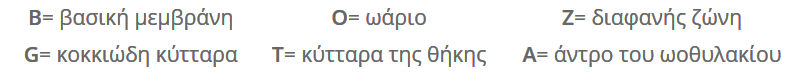 B= βασική μεμβράνη O= ωάριο Z= διαφανής ζώνη
G= κοκκιώδη κύτταρα T= κύτταρα της θήκης A= άντρο του ωοθυλακίου